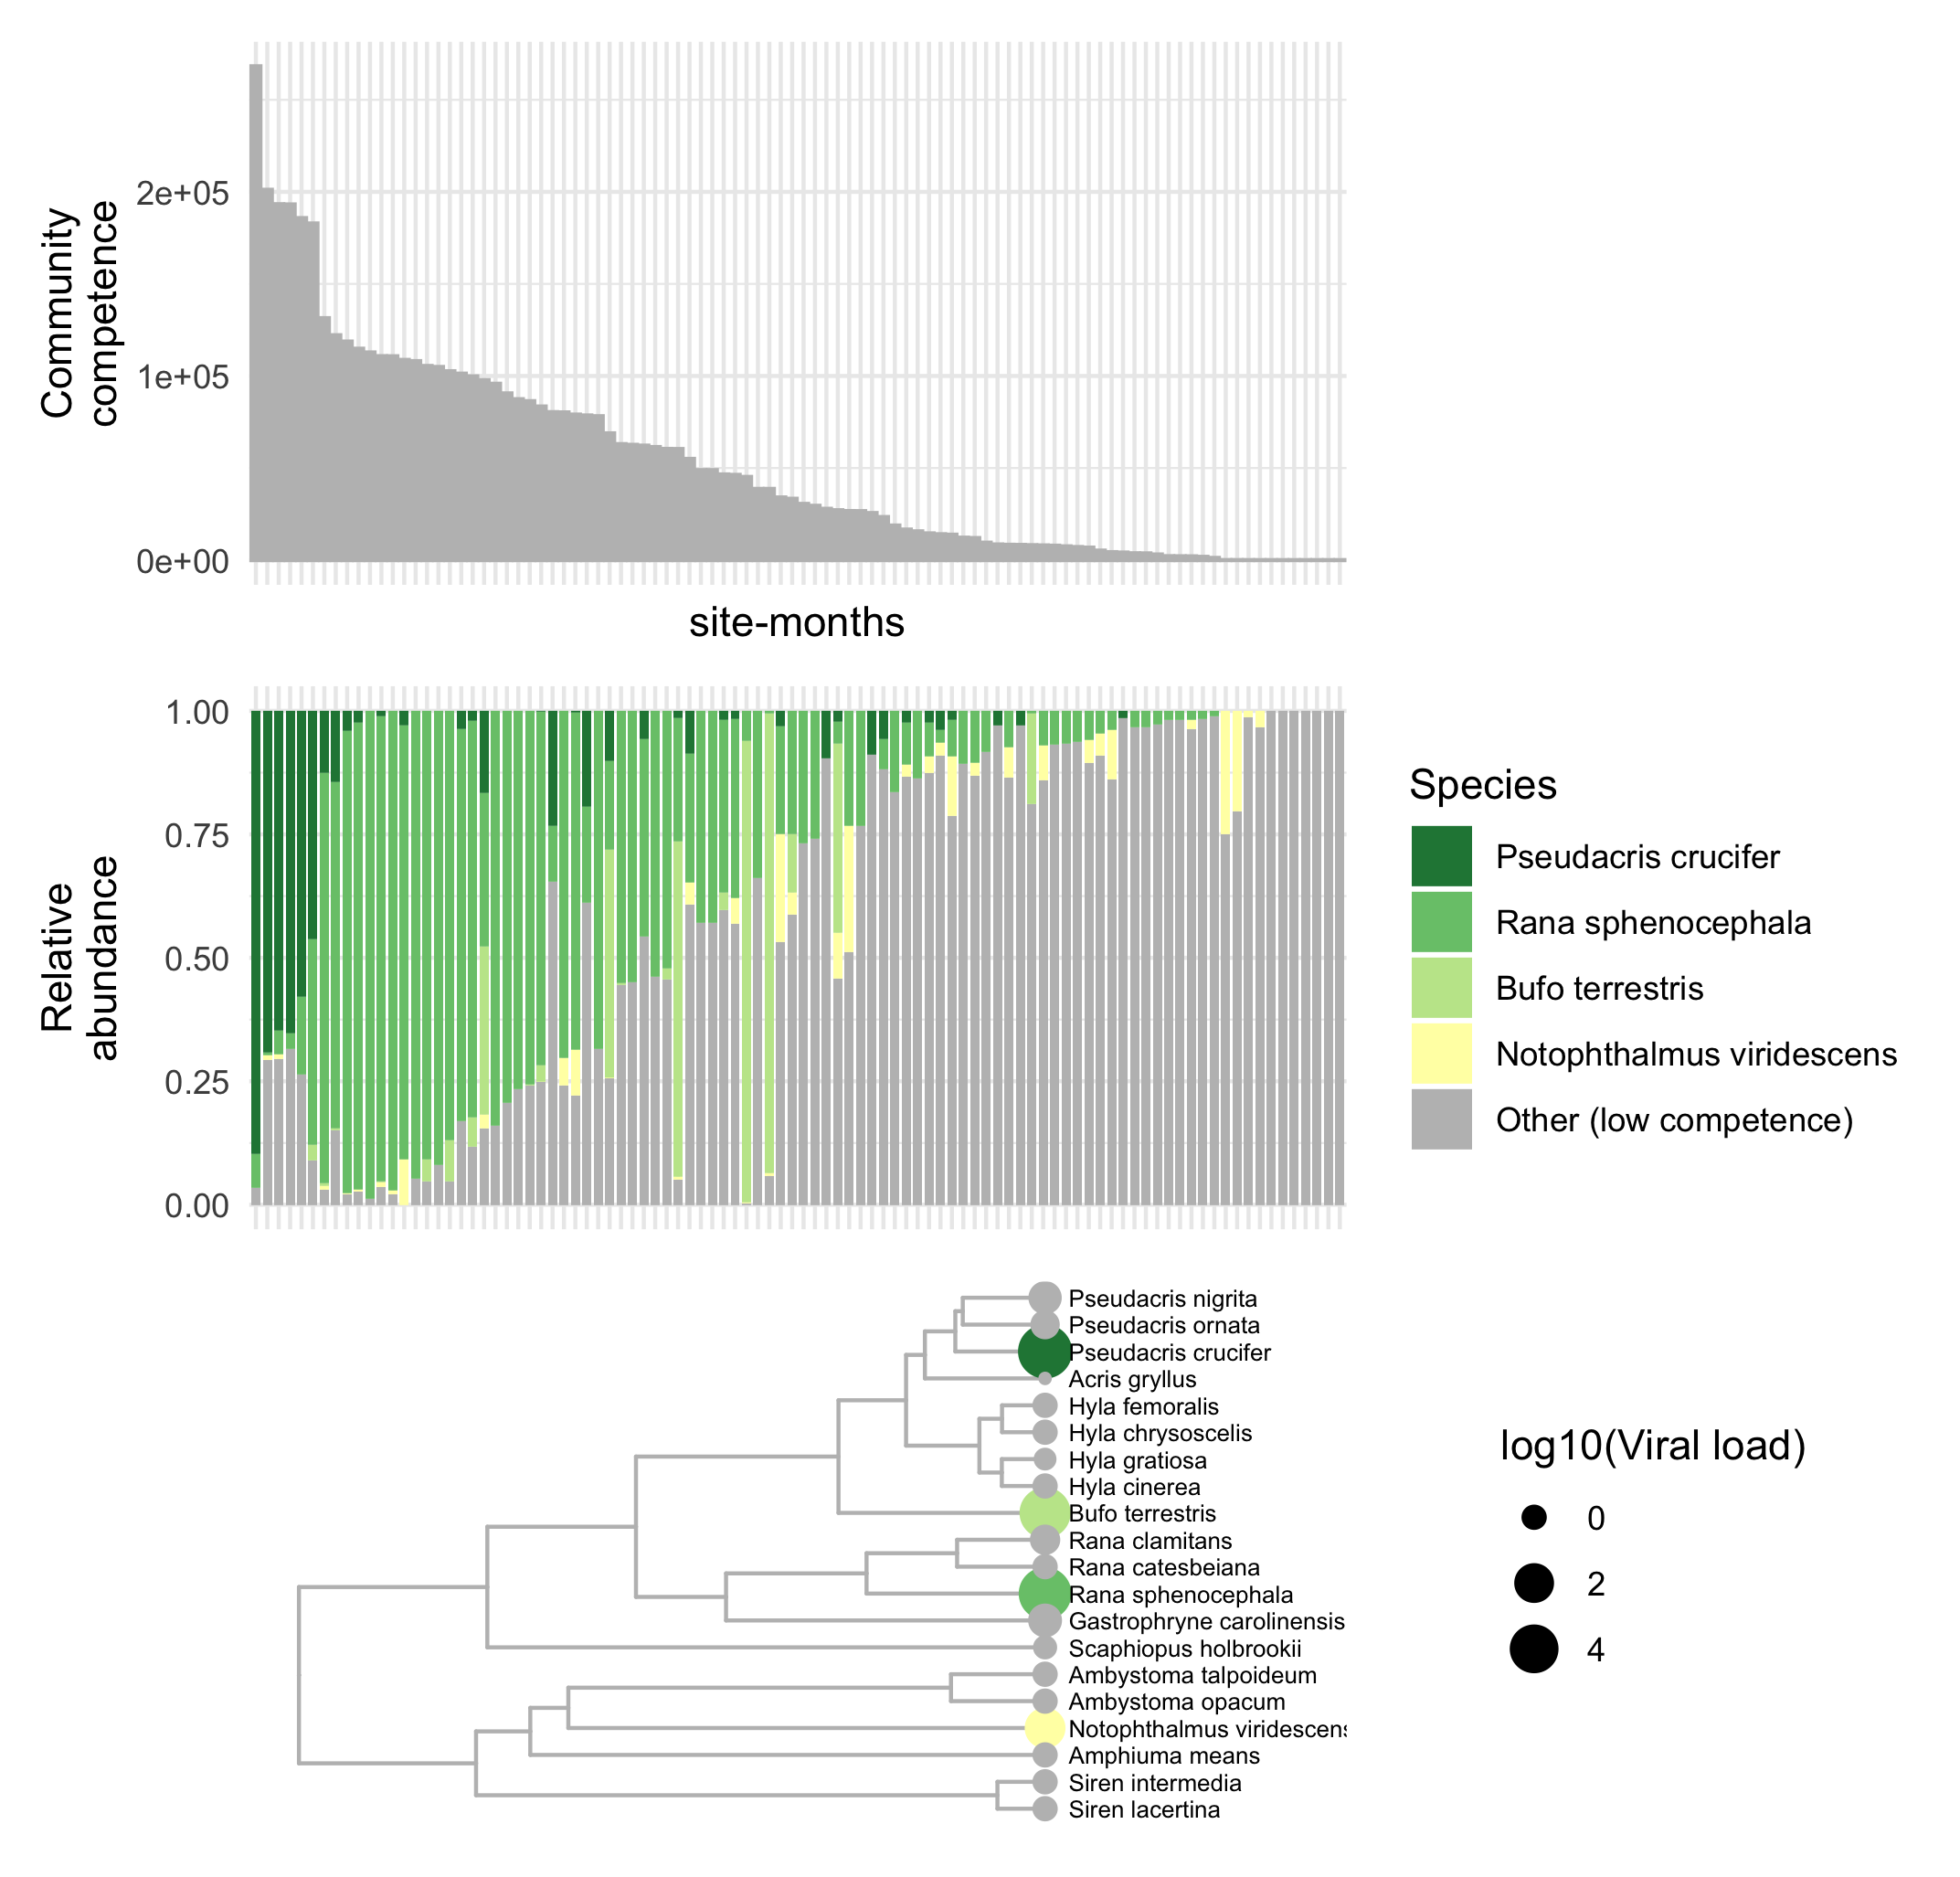 Community
competence
2e+05
1e+05
0e+00
site-months
Relative
abundance
1.00
0.75
0.50
0.25
0.00
Species
Pseudacris crucifer
Rana sphenocephala
Bufo terrestris
Notophthalmus viridescens
Other (low competence)
Pseudacris nigrita
Pseudacris ornata
Pseudacris crucifer
Acris gryllus
Hyla femoralis
Hyla chrysoscelis
Hyla gratiosa
Hyla cinerea
Bufo terrestris
Rana clamitans
Rana catesbeiana
Rana sphenocephala
Gastrophryne carolinensis
Scaphiopus holbrookii
Ambystoma talpoideum
Ambystoma opacum
Notophthalmus viridescens
Amphiuma means
Siren intermedia
Siren lacertina
log10(Viral load)
0
2
4